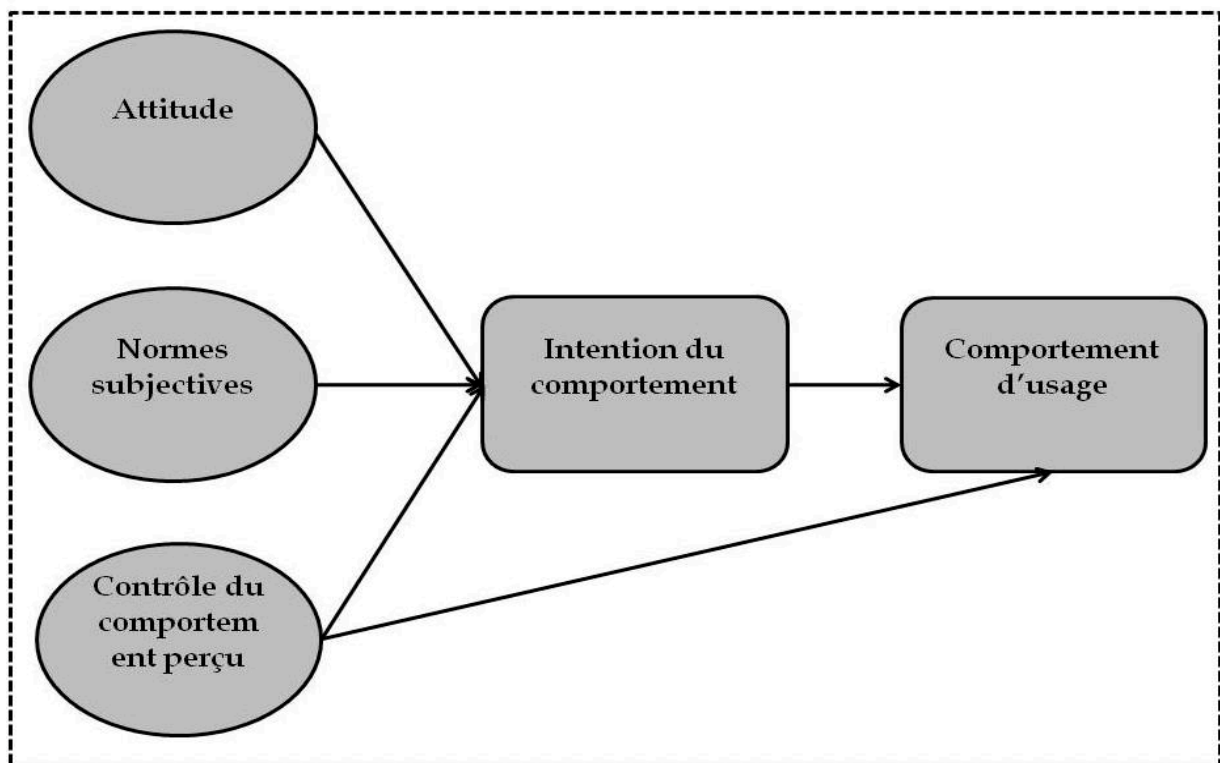 Attitude
Normes
subjectives
Contrôle du
comportem
ent perçu
Intention du
comportement
Comportement
d’usage